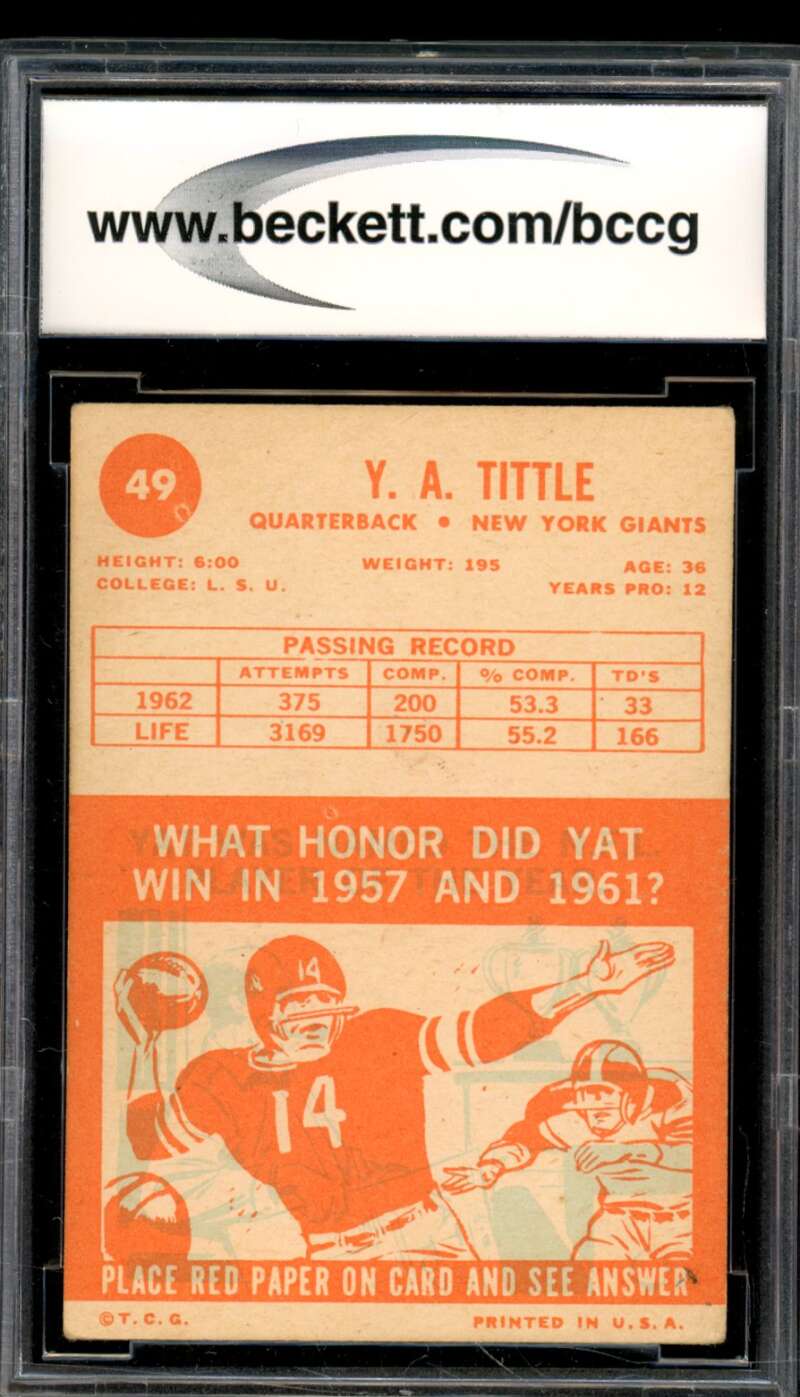 www.beckett.com/bccg
49
Y. A. TITTLE
QUARTERBACK • NEW YORK GIANTS
HEIGHT: 6:00 WEIGHT: 195 AGE: 36
COLLEGE: L. S. U. YEARS PRO: 12
PASSING RECORD
ATTEMPTS COMP. % COMP. TD'S
1962 375 200 53.3 33
LIFE 3169 1750 55.2 166
WHAT HONOR DID YAT
WIN IN 1957 AND 1961?
14
14
PLACE RED PAPER ON CARD AND SEE ANSWER
©T. C. G. PRINTED IN U. S. A.